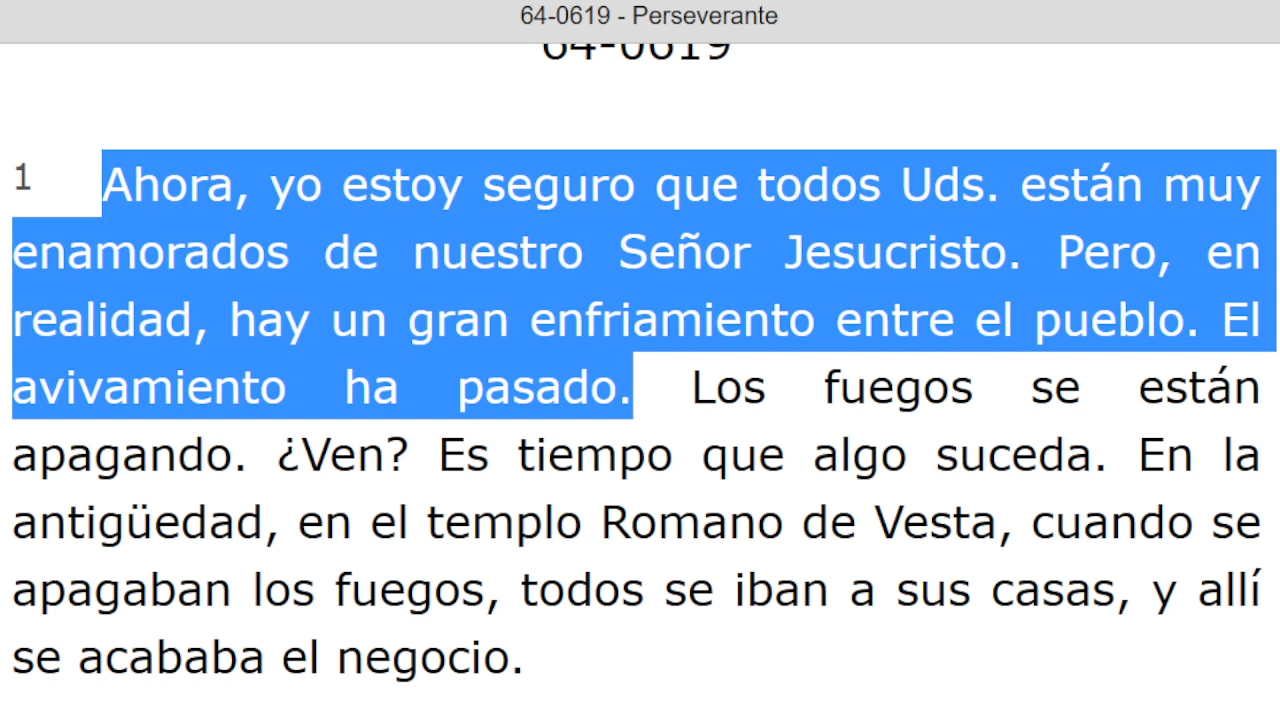 64-0619 - Perseverante
64-0619
1 Ahora, yo estoy seguro que todos Uds. están muy
enamorados de nuestro Señor Jesucristo. Pero, en
realidad, hay un gran enfriamiento entre el pueblo. El
avivamiento ha pasado. Los fuegos se están
apagando. ¿Ven? Es tiempo que algo suceda. En la
antigüedad, en el templo Romano de Vesta, cuando se
apagaban los fuegos, todos se iban a sus casas, y allí
se acababa el negocio.